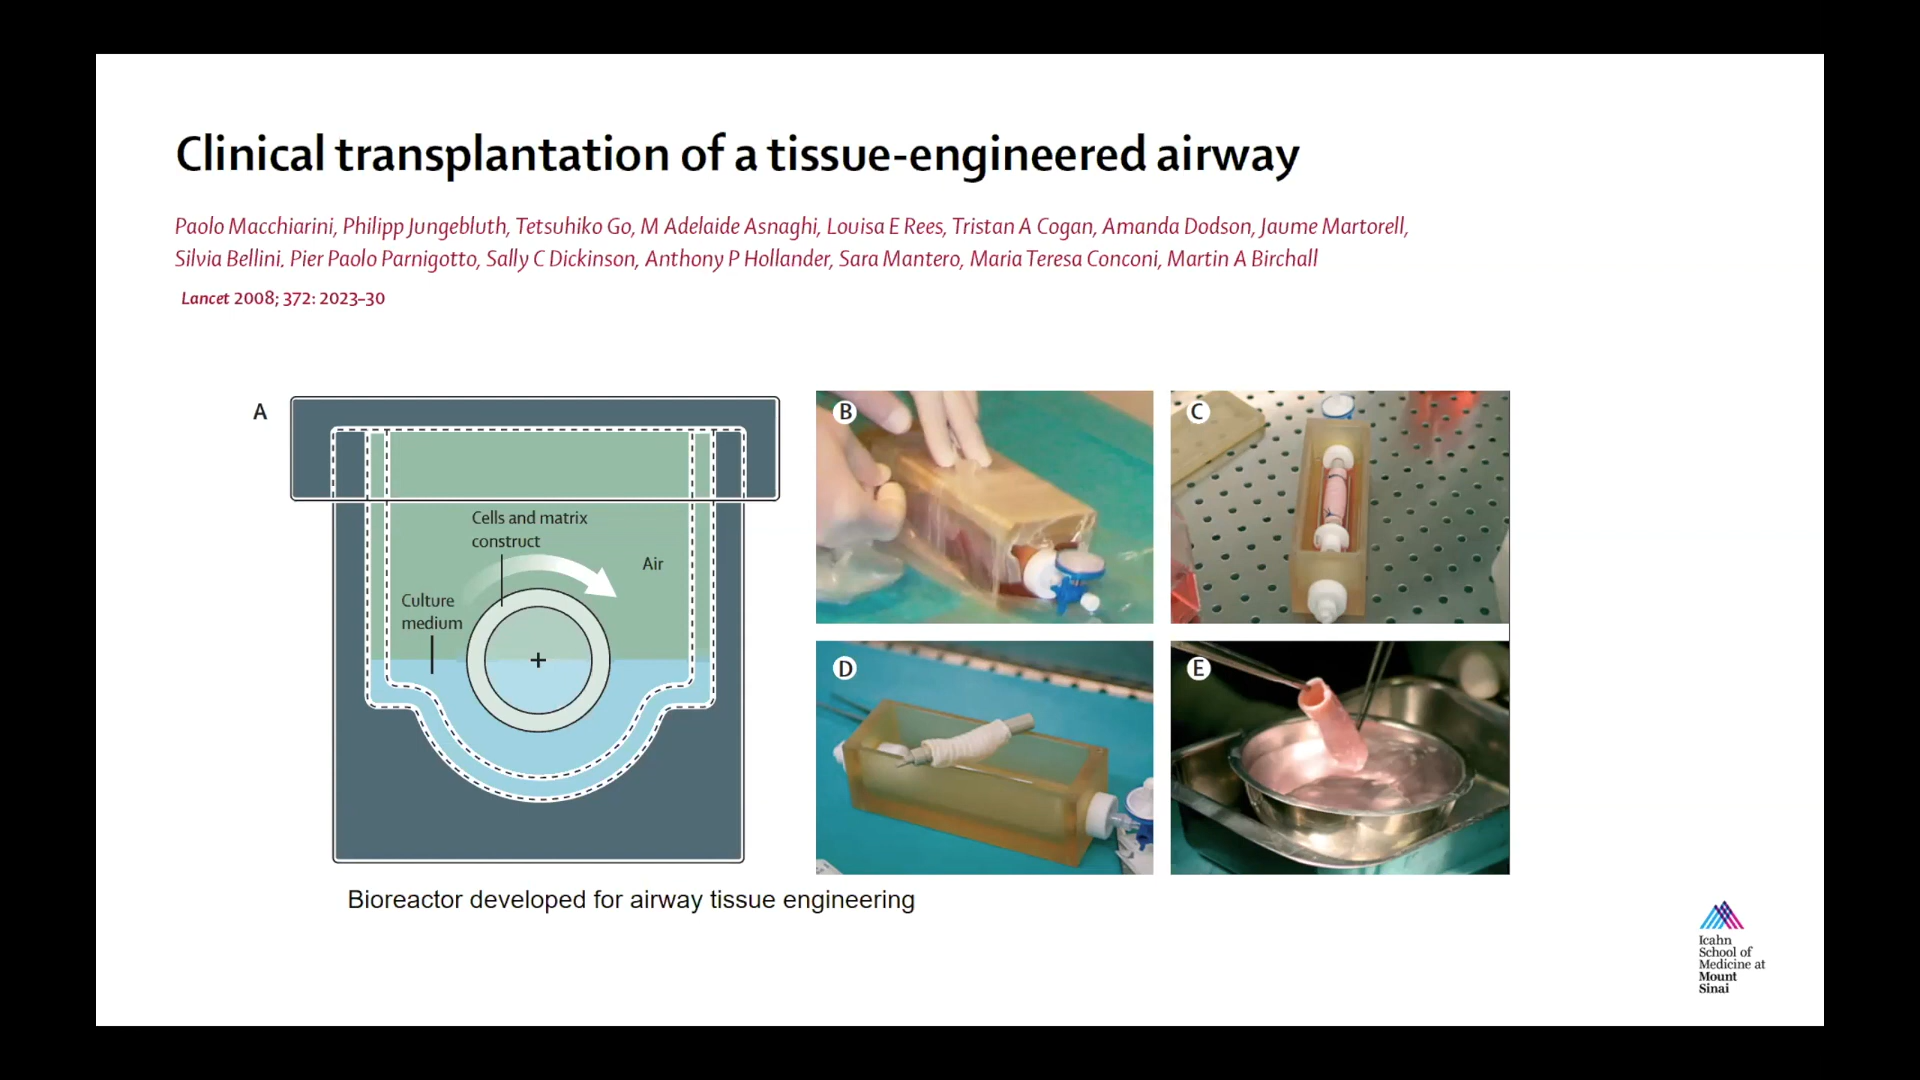 Clinical transplantation of a tissue-engineered airway
Paolo Macchiarini, Philipp Jungebluth, Tetsuhiko Go, M Adelaide Asnaghi, Louisa E Rees, Tristan A Cogan, Amanda Dodson, Jaume Martorell,
Silvia Bellini, Pier Paolo Parnigotto, Sally C Dickinson, Anthony P Hollander, Sara Mantero, Maria Teresa Conconi, Martin A Birchall
Lancet 2008; 372: 2023–30
A
Cells and matrix
construct
Air
Culture
medium
B
C
D
E
Bioreactor developed for airway tissue engineering
Icahn
School of
Medicine at
Mount
Sinai